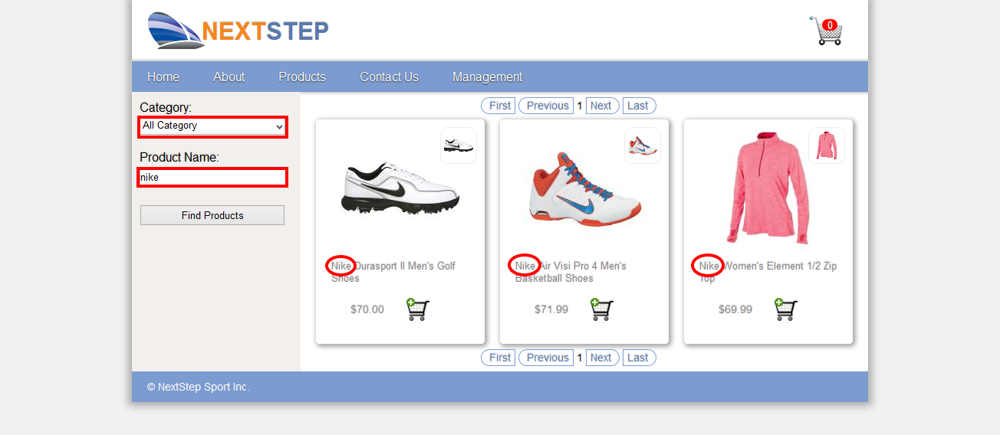 NEXTSTEP
0
Home About Products Contact Us Management
Category:
All Category
Product Name:
nike
Find Products
First Previous 1 Next Last
Nike Durasport II Men's Golf
Shoes
$70.00
Nike Air Visi Pro 4 Men's
Basketball Shoes
$71.99
Nike Women's Element 1/2 Zip
Top
$69.99
First Previous 1 Next Last
© NextStep Sport Inc.